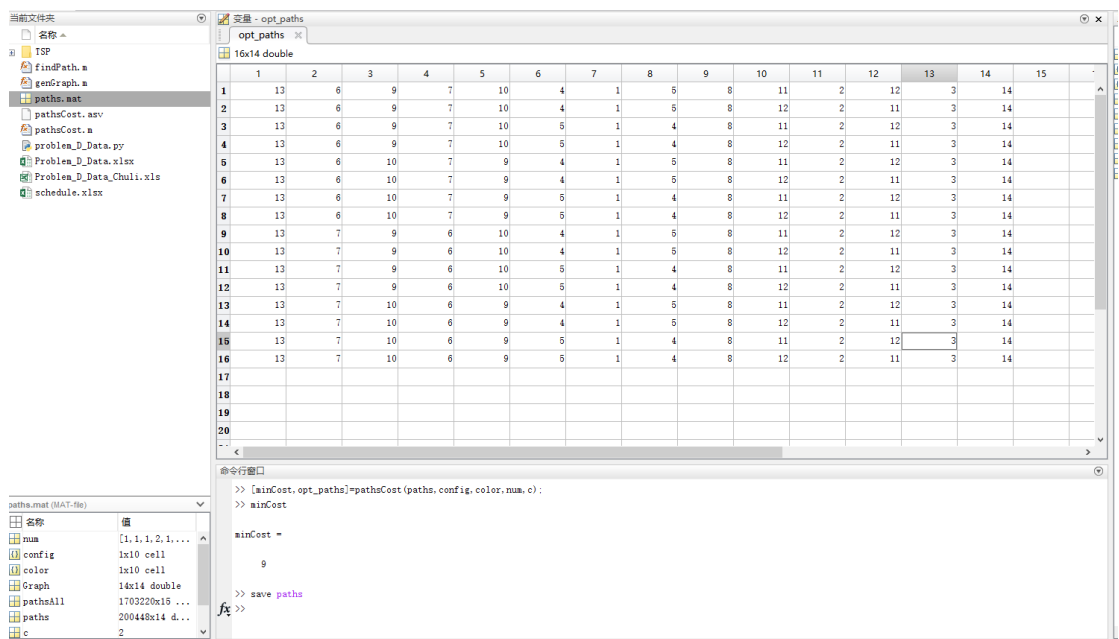 当前文件夹
名称
TSP
findPath.m
genGraph.m
paths.mat
pathsCost.asv
pathsCost.m
problem_D_Data.py
Problem_D_Data.xlsx
Problem_D_Data_Chuli.xls
schedule.xlsx
paths.mat (MAT-file)
名称 值
num [1,1,1,2,1,...
config 1x10 cell
color 1x10 cell
Graph 14x14 double
pathsAll 1703220x15 ...
paths 200448x14 d...
c 2
变量 - opt_paths
opt_paths
16x14 double
1 2 3 4 5 6 7 8 9 10 11 12 13 14 15
1 13 6 9 7 10 4 1 5 8 11 2 12 3 14
2 13 6 9 7 10 4 1 5 8 12 2 11 3 14
3 13 6 9 7 10 5 1 4 8 11 2 12 3 14
4 13 6 9 7 10 5 1 4 8 12 2 11 3 14
5 13 6 10 7 9 4 1 5 8 11 2 12 3 14
6 13 6 10 7 9 4 1 5 8 12 2 11 3 14
7 13 6 10 7 9 5 1 4 8 11 2 12 3 14
8 13 6 10 7 9 5 1 4 8 12 2 11 3 14
9 13 7 9 6 10 4 1 5 8 11 2 12 3 14
10 13 7 9 6 10 4 1 5 8 12 2 11 3 14
11 13 7 9 6 10 5 1 4 8 11 2 12 3 14
12 13 7 9 6 10 5 1 4 8 12 2 11 3 14
13 13 7 10 6 9 4 1 5 8 11 2 12 3 14
14 13 7 10 6 9 4 1 5 8 12 2 11 3 14
15 13 7 10 6 9 5 1 4 8 11 2 12 3 14
16 13 7 10 6 9 5 1 4 8 12 2 11 3 14
17
18
19
20
命令行窗口
>> [minCost,opt_paths]=pathsCost(paths,config,color,num,c);
>> minCost
minCost =
9
>> save paths
fx >>